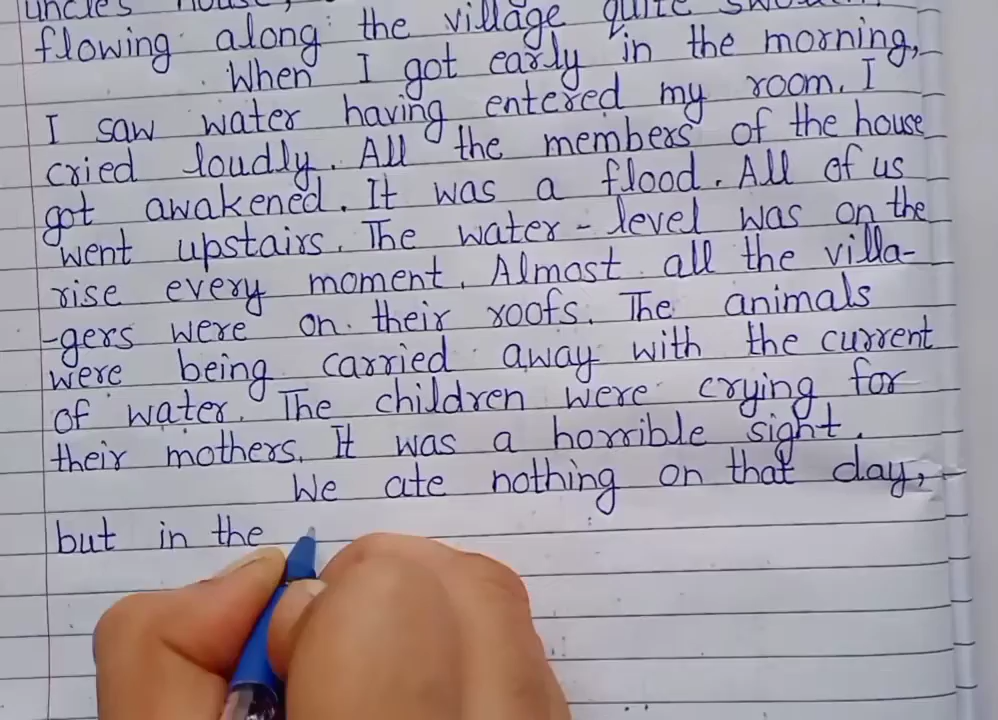 uncles house,
flowing along the village quite
When I got early in the morning,
I saw water having entered my room. I
cried loudly. All the members of the house
got awakened. It was a flood. All of us
went upstairs. The water-level was on the
rise every moment. Almost all the villa-
-gers were on their roofs. The animals
were being carried away with the current
of water. The children were crying for
their mothers. It was a horrible sight.
We ate nothing on that day,
but in the